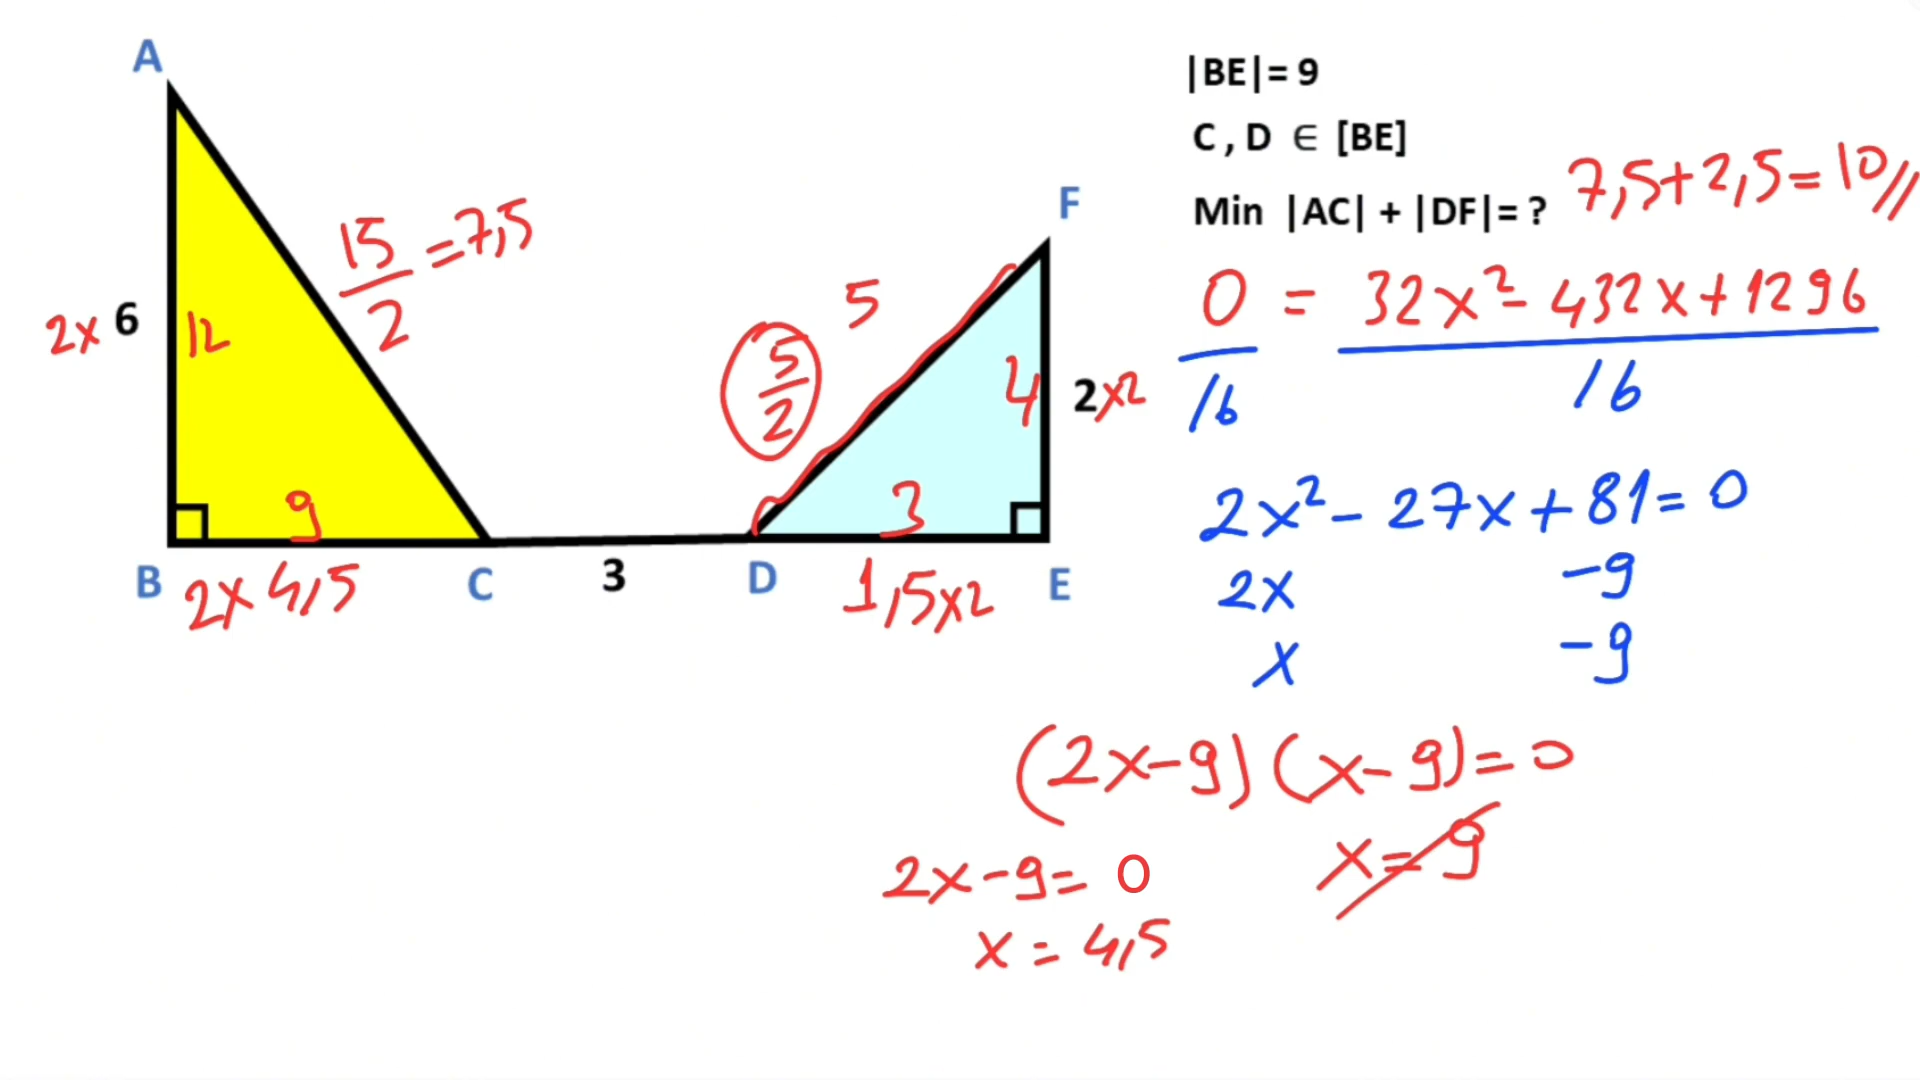 A
|BE|= 9
C , D ∈ [BE]
Min |AC| + |DF|= ?
7,5+2,5=10//
F
15/2 =7,5
5
5/2
2x 6
12
4
2x2
0/16 = 32x²- 432x+1296/16
2x² - 27x + 81 = 0
2x -9
x -9
9
3
B
2x 4,5
C
3
D
1,5x2
E
(2x-9) (x-9)=0
2x-9= 0
x=9
x = 4,5